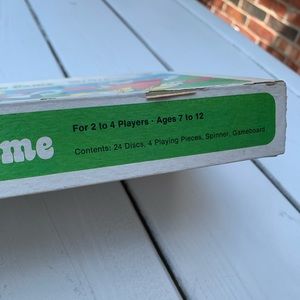 me
For 2 to 4 Players · Ages 7 to 12
Contents: 24 Discs, 4 Playing Pieces, Spinner, Gameboard